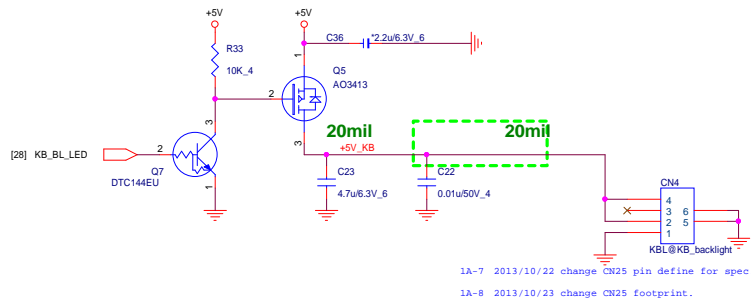 +5V
+5V
R33
10K_4
C36
*2.2u/6.3V_6
1
Q5
AO3413
2
3
20mil
20mil
+5V_KB
3
[28] KB_BL_LED
2
Q7
DTC144EU
1
C23
4.7u/6.3V_6
C22
0.01u/50V_4
CN4
4
3
2
1
6
5
KBL@KB_backlight
1A-7 2013/10/22 change CN25 pin define for spec
1A-8 2013/10/23 change CN25 footprint.